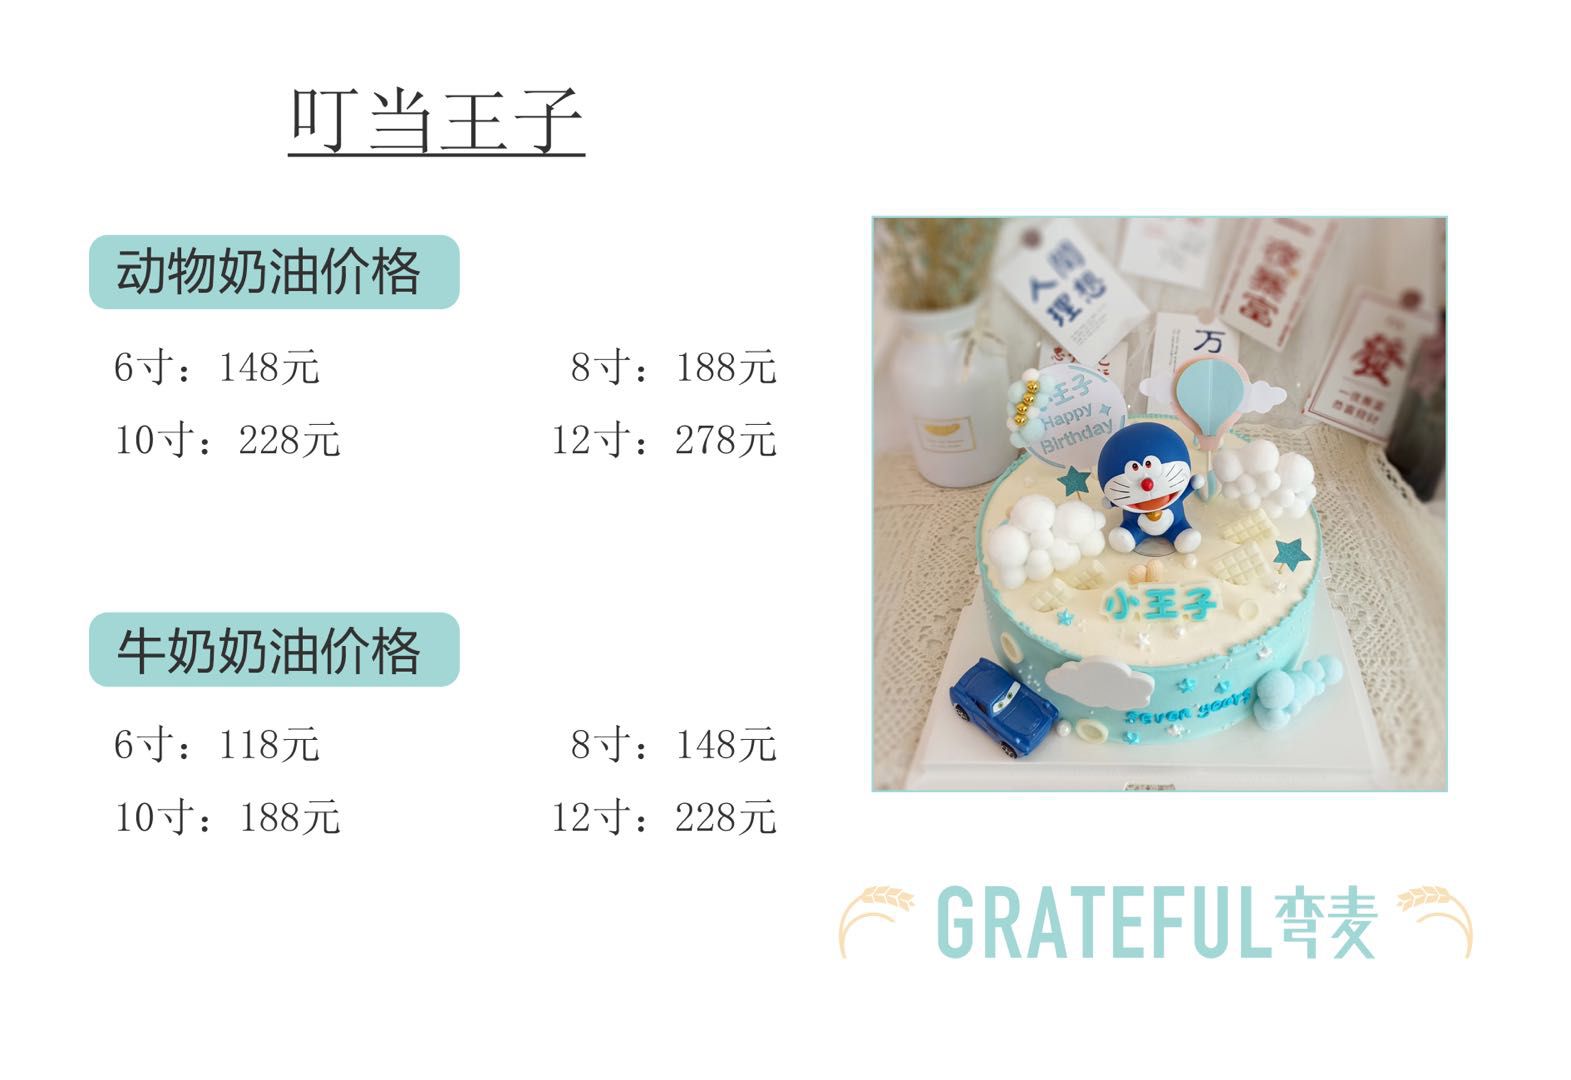 叮当王子
动物奶油价格
6寸：148元
8寸：188元
10寸：228元
12寸：278元
牛奶奶油价格
6寸：118元
8寸：148元
10寸：188元
12寸：228元
人間
理想
万
發
王子
Happy
Birthday
小王子
seven years
GRATEFUL弯麦